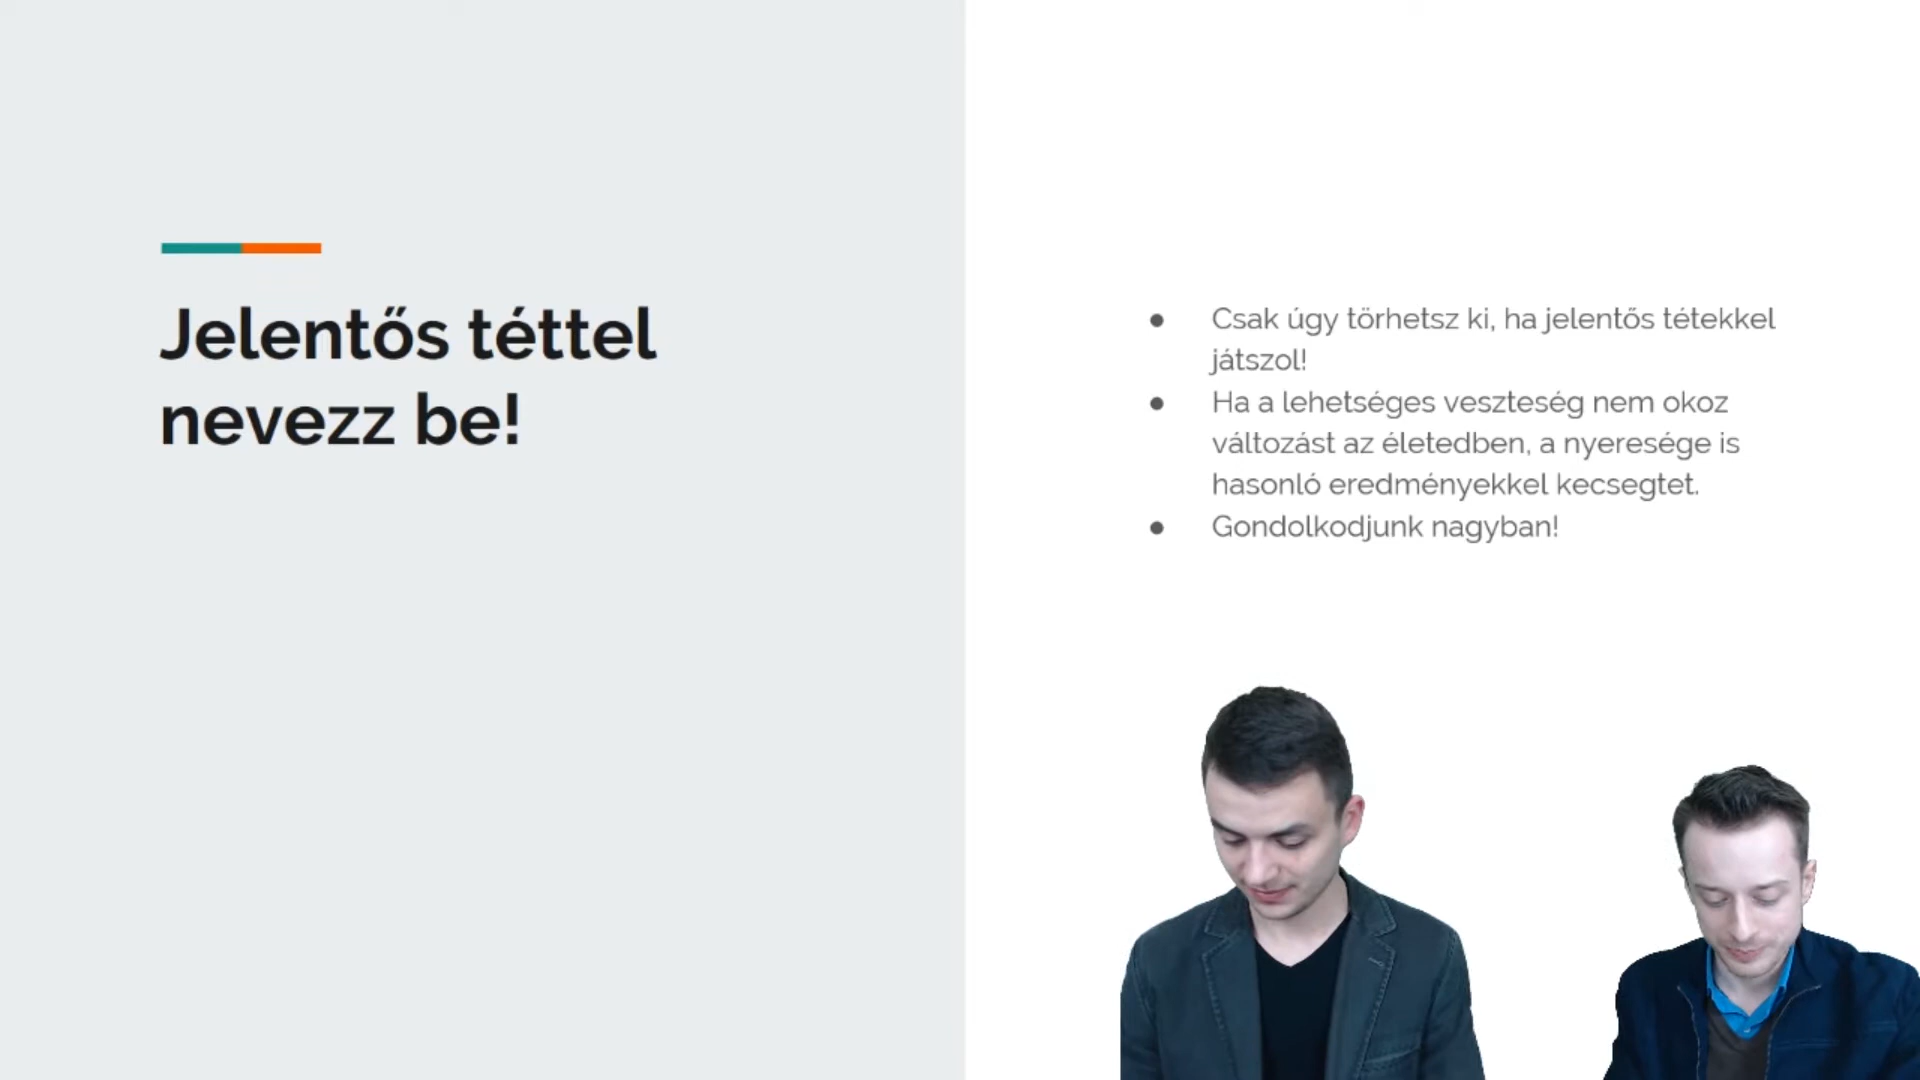 Jelentős téttel
nevezz be!
● Csak úgy törhetsz ki, ha jelentős tétekkel
játszol!
● Ha a lehetséges veszteség nem okoz
változást az életedben, a nyeresége is
hasonló eredményekkel kecsegtet.
● Gondolkodjunk nagyban!